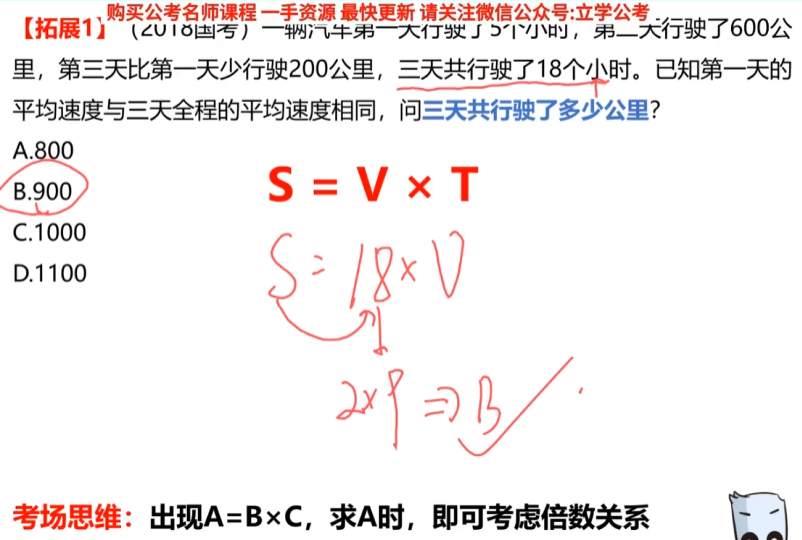 购买公考名师课程 一手资源 最快更新 请关注微信公众号:立学公考
【拓展1】（2018国考）一辆汽车第一天行驶了5个小时，第二天行驶了600公
里，第三天比第一天少行驶200公里，三天共行驶了18个小时。已知第一天的
平均速度与三天全程的平均速度相同，问三天共行驶了多少公里？
A.800
B.900
C.1000
D.1100
S = V × T
S = 18 × V
2×9 ⇒ B
考场思维：出现A=B×C，求A时，即可考虑倍数关系